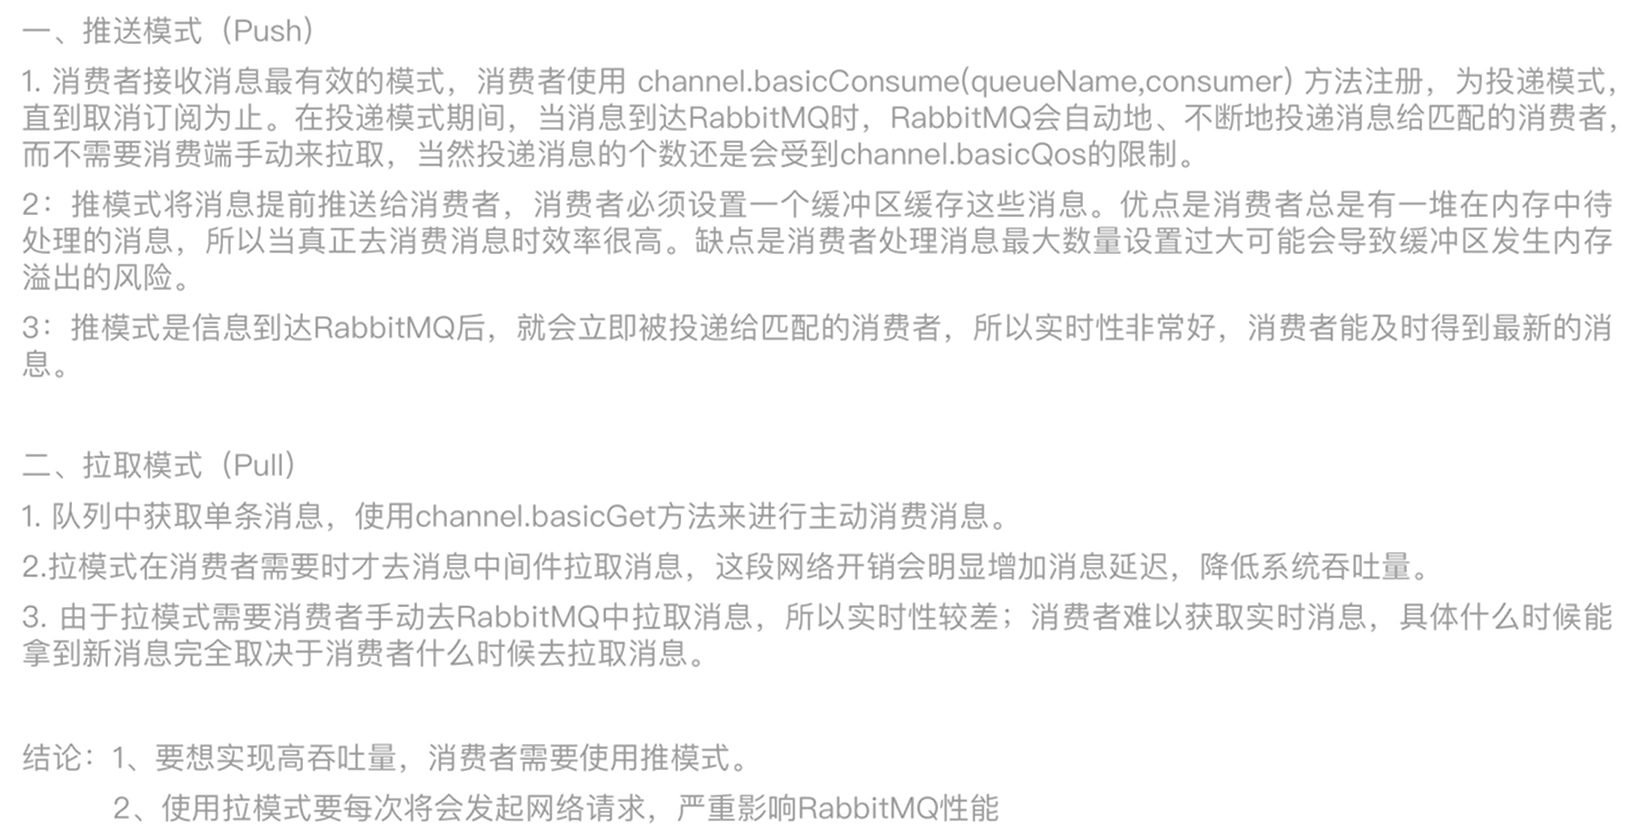 一、推送模式（Push）
1. 消费者接收消息最有效的模式，消费者使用 channel.basicConsume(queueName,consumer) 方法注册，为投递模式，
直到取消订阅为止。在投递模式期间，当消息到达RabbitMQ时，RabbitMQ会自动地、不断地投递消息给匹配的消费者，
而不需要消费端手动来拉取，当然投递消息的个数还是会受到channel.basicQos的限制。
2：推模式将消息提前推送给消费者，消费者必须设置一个缓冲区缓存这些消息。优点是消费者总是有一堆在内存中待
处理的消息，所以当真正去消费消息时效率很高。缺点是消费者处理消息最大数量设置过大可能会导致缓冲区发生内存
溢出的风险。
3：推模式是信息到达RabbitMQ后，就会立即被投递给匹配的消费者，所以实时性非常好，消费者能及时得到最新的消
息。
二、拉取模式（Pull）
1. 队列中获取单条消息，使用channel.basicGet方法来进行主动消费消息。
2.拉模式在消费者需要时才去消息中间件拉取消息，这段网络开销会明显增加消息延迟，降低系统吞吐量。
3. 由于拉模式需要消费者手动去RabbitMQ中拉取消息，所以实时性较差；消费者难以获取实时消息，具体什么时候能
拿到新消息完全取决于消费者什么时候去拉取消息。
结论：1、要想实现高吞吐量，消费者需要使用推模式。
2、使用拉模式要每次将会发起网络请求，严重影响RabbitMQ性能